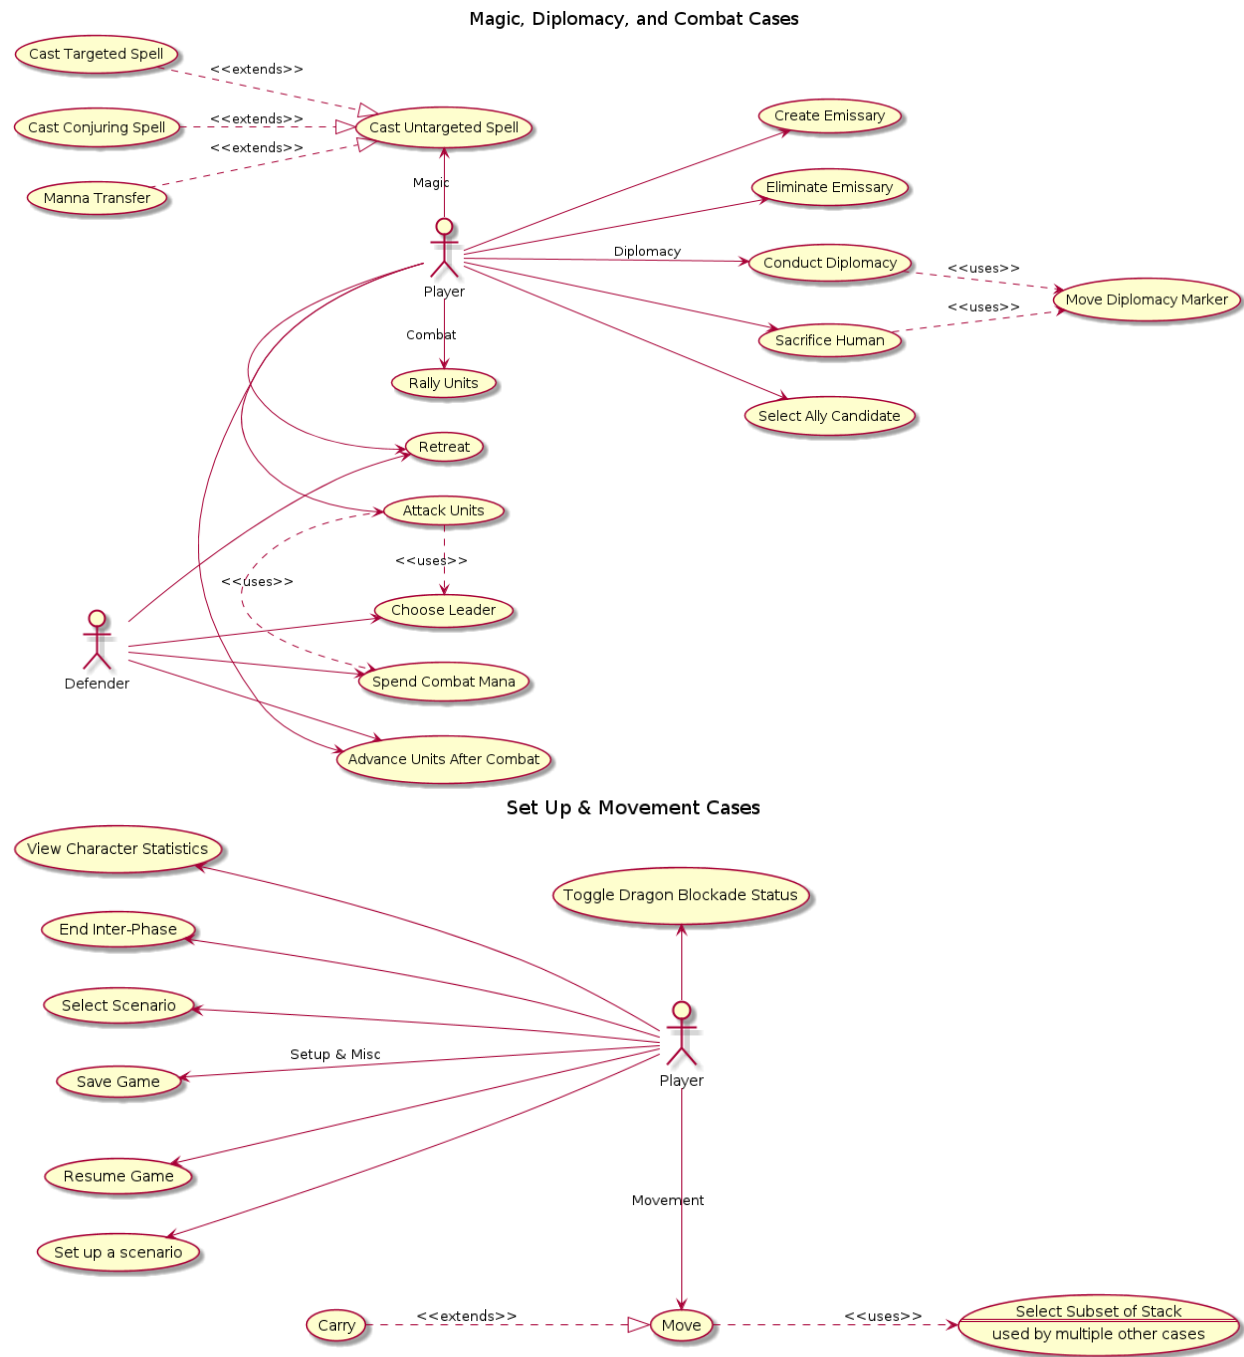 Magic, Diplomacy, and Combat Cases
Cast Targeted Spell
<<extends>>
Cast Conjuring Spell
<<extends>>
Cast Untargeted Spell
<<extends>>
Manna Transfer
Magic
Player
Create Emissary
Eliminate Emissary
Diplomacy
Conduct Diplomacy
<<uses>>
Move Diplomacy Marker
<<uses>>
Sacrifice Human
Select Ally Candidate
Combat
Rally Units
Retreat
Attack Units
<<uses>>
<<uses>>
Choose Leader
Defender
Spend Combat Mana
Advance Units After Combat
Set Up & Movement Cases
View Character Statistics
Toggle Dragon Blockade Status
End Inter-Phase
Select Scenario
Setup & Misc
Save Game
Player
Resume Game
Movement
Set up a scenario
Carry
<<extends>>
Move
<<uses>>
Select Subset of Stack
used by multiple other cases